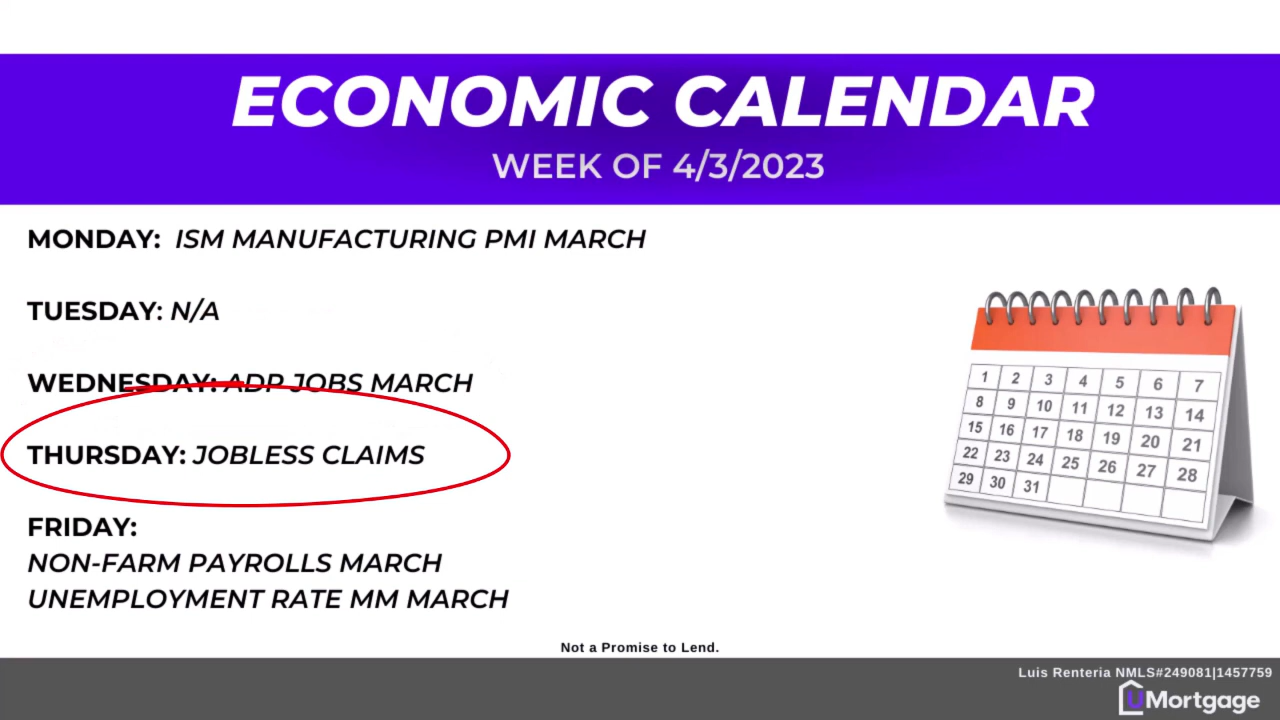 ECONOMIC CALENDAR
WEEK OF 4/3/2023
MONDAY: ISM MANUFACTURING PMI MARCH
TUESDAY: N/A
WEDNESDAY: ADP JOBS MARCH
THURSDAY: JOBLESS CLAIMS
FRIDAY:
NON-FARM PAYROLLS MARCH
UNEMPLOYMENT RATE MM MARCH
1 2 3 4 5 6 7
8 9 10 11 12 13 14
15 16 17 18 19 20 21
22 23 24 25 26 27 28
29 30 31
Not a Promise to Lend.
Luis Renteria NMLS#249081|1457759
UMortgage